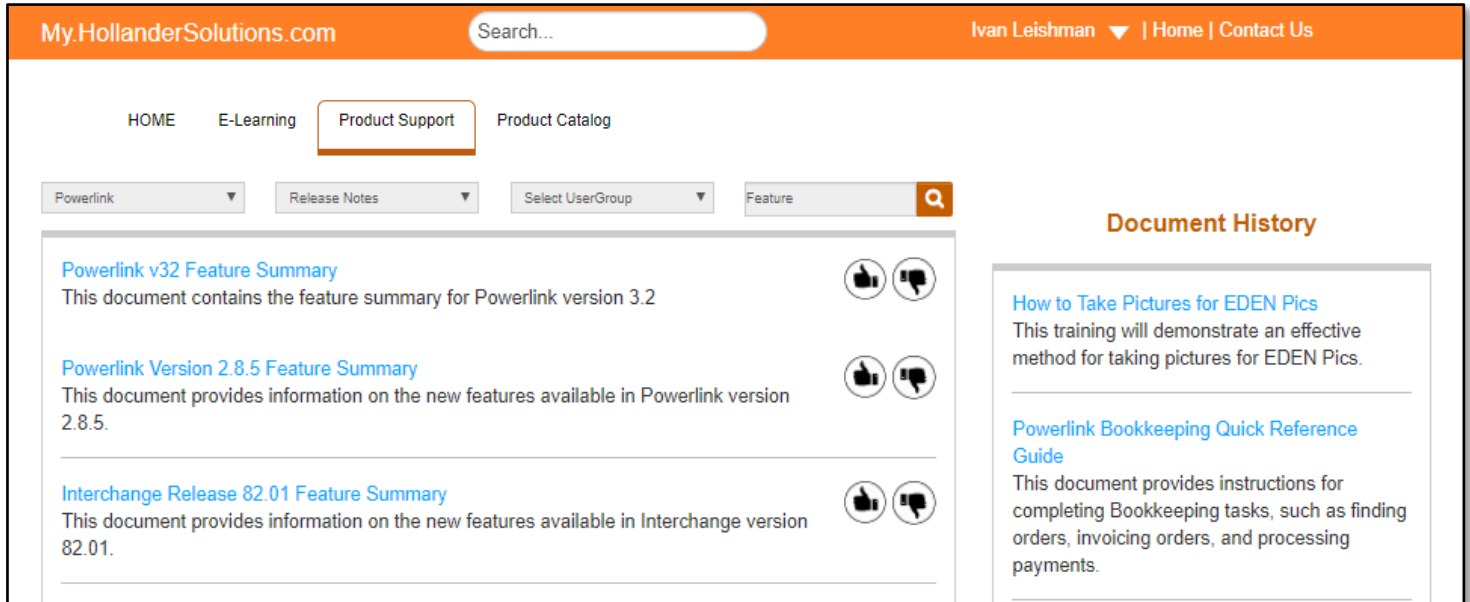 My.HollanderSolutions.com
Search...
Ivan Leishman | Home | Contact Us
HOME E-Learning Product Support Product Catalog
Powerlink Release Notes Select UserGroup Feature
Powerlink v32 Feature Summary
This document contains the feature summary for Powerlink version 3.2
Powerlink Version 2.8.5 Feature Summary
This document provides information on the new features available in Powerlink version
2.8.5.
Interchange Release 82.01 Feature Summary
This document provides information on the new features available in Interchange version
82.01.
Document History
How to Take Pictures for EDEN Pics
This training will demonstrate an effective
method for taking pictures for EDEN Pics.
Powerlink Bookkeeping Quick Reference
Guide
This document provides instructions for
completing Bookkeeping tasks, such as finding
orders, invoicing orders, and processing
payments.